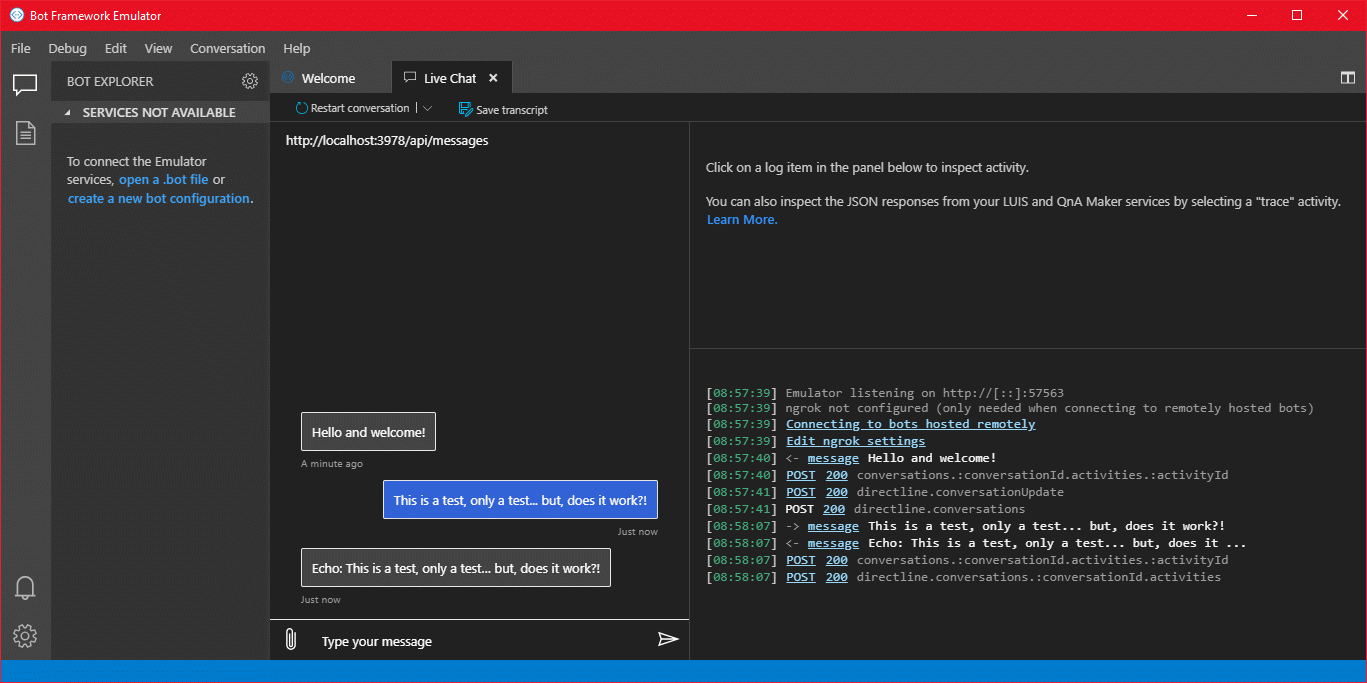 Bot Framework Emulator
File Debug Edit View Conversation Help
BOT EXPLORER
SERVICES NOT AVAILABLE
To connect the Emulator
services, open a .bot file or
create a new bot configuration.
Welcome
Live Chat
Restart conversation
Save transcript
http://localhost:3978/api/messages
Hello and welcome!
A minute ago
This is a test, only a test... but, does it work?!
Just now
Echo: This is a test, only a test... but, does it work?!
Just now
Type your message
Click on a log item in the panel below to inspect activity.
You can also inspect the JSON responses from your LUIS and QnA Maker services by selecting a "trace" activity.
Learn More.
[08:57:39] Emulator listening on http://[::]:57563
[08:57:39] ngrok not configured (only needed when connecting to remotely hosted bots)
[08:57:39] Connecting to bots hosted remotely
[08:57:39] Edit ngrok settings
[08:57:40] <- message Hello and welcome!
[08:57:40] POST 200 conversations.:conversationId.activities.:activityId
[08:57:41] POST 200 directline.conversationUpdate
[08:57:41] POST 200 directline.conversations
[08:58:07] -> message This is a test, only a test... but, does it work?!
[08:58:07] <- message Echo: This is a test, only a test... but, does it ...
[08:58:07] POST 200 conversations.:conversationId.activities.:activityId
[08:58:07] POST 200 directline.conversations.:conversationId.activities